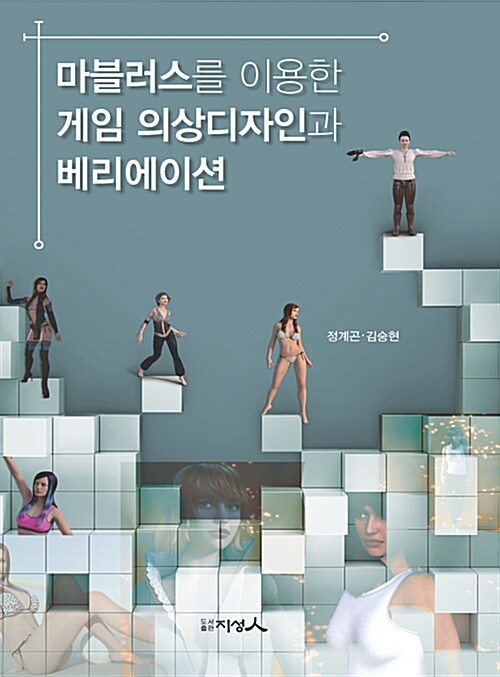 마블러스를 이용한
게임 의상디자인과
베리에이션
정계곤·김숭현
도서
출판 지성人